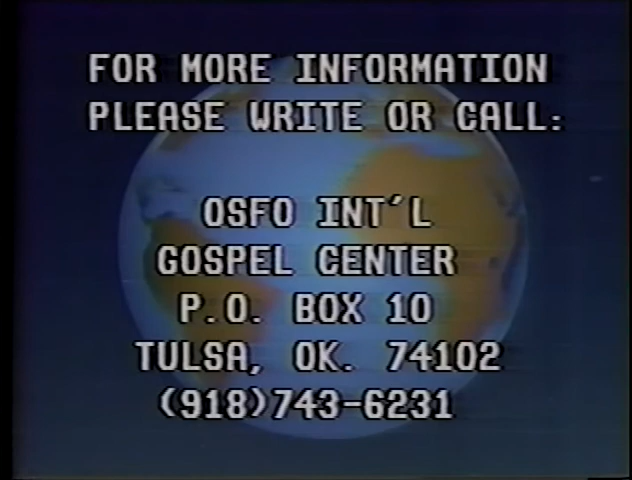 FOR MORE INFORMATION
PLEASE WRITE OR CALL:
OSFO INT'L
GOSPEL CENTER
P.O. BOX 10
TULSA, OK. 74102
(918)743-6231